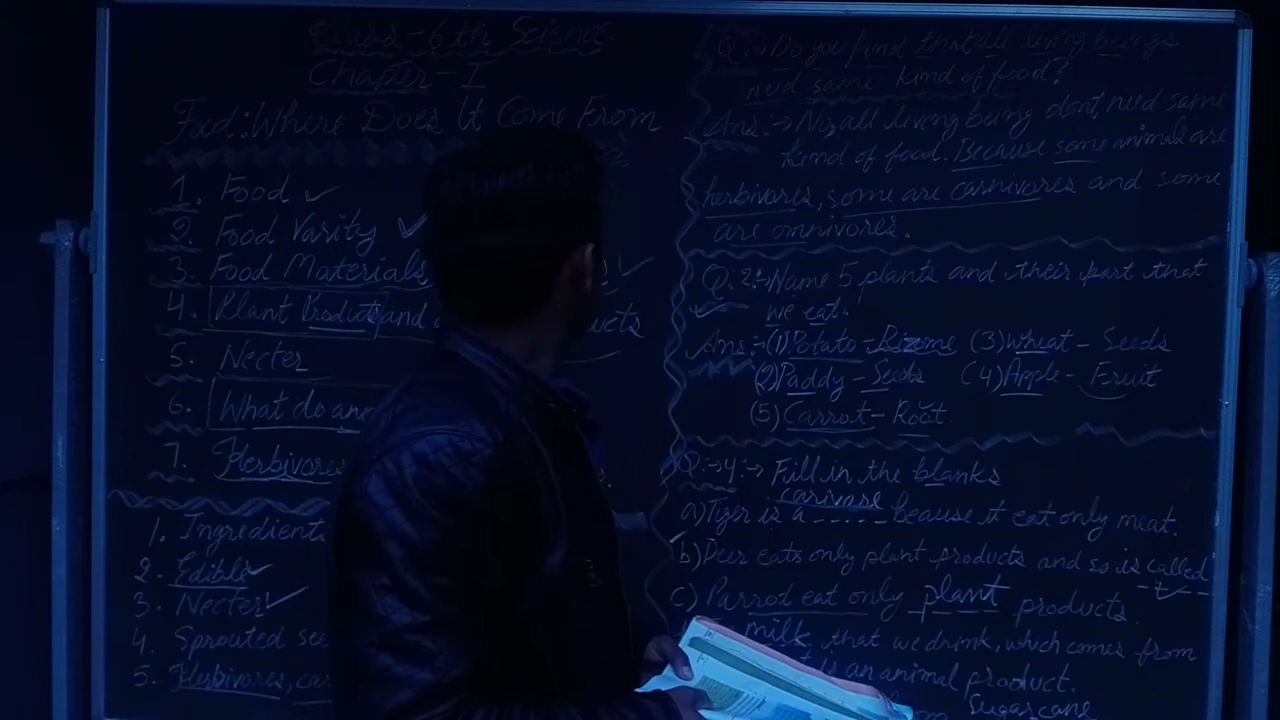 Class-6th Science
Chapter-I
Food: Where Does It Come From
1. Food ✓
2. Food Varity ✓
3. Food Materials
4. Plant Products and
5. Necter
6. What do
7. Herbivores
1. Ingredients
2. Edible ✓
3. Necter ✓
4. Sprouted
5. Herbivores,
Q:→ Do you find that all living beings
need same kind of food?
Ans:→ No, all living being dont need same
kind of food. Because some animals are
herbivores, some are carnivores and some
are omnivores.
Q:2:→ Name 5 plants and their part that
we eat.
Ans:→(1) Potato - Rizome (3) Wheat - Seeds
(2) Paddy - Seeds (4) Apple - Fruit
(5) Carrot - Root
Q:→4:→ Fill in the blanks
carivare
a) Tiger is a ------ beause it eat only meat.
b) Deer eats only plant products and so is called
c) Parrot eat only plant products.
milk, that we drink, which comes from
is an animal product.
Sugarcane